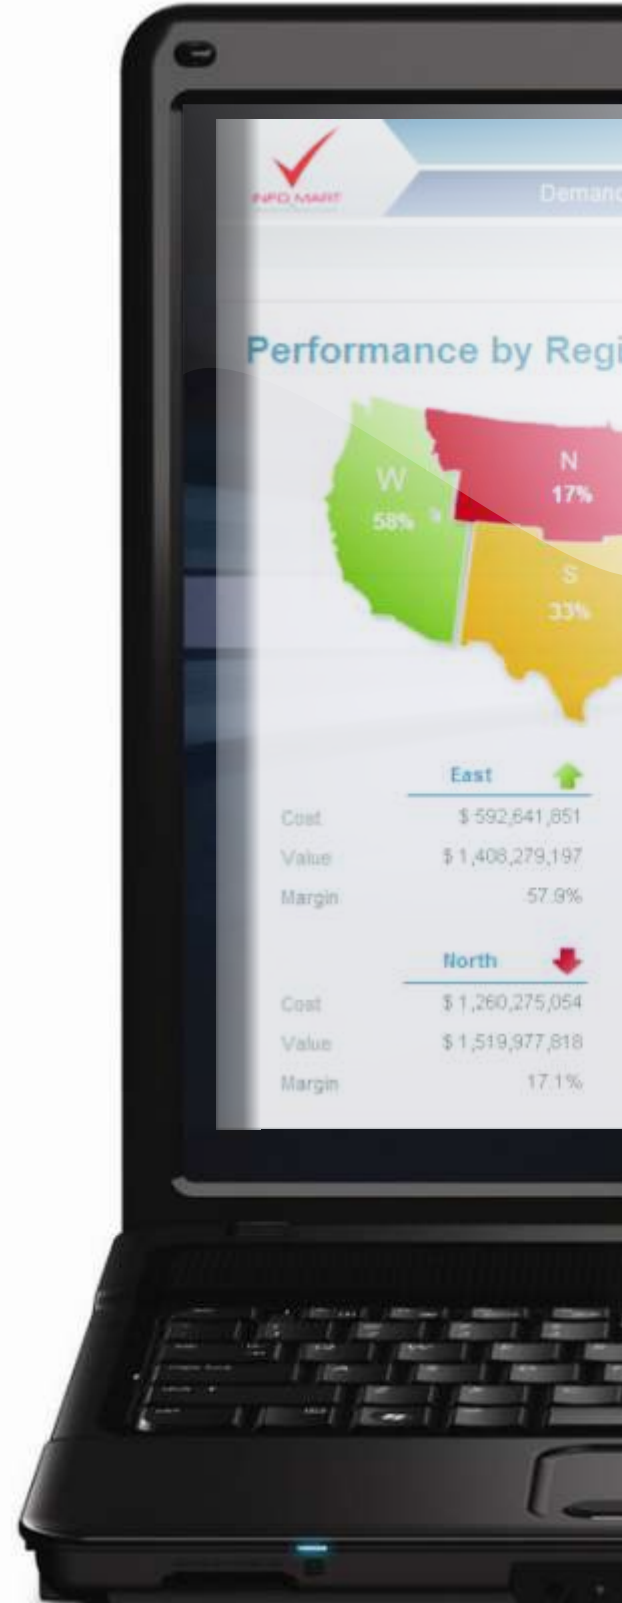 INFO MART
Demand
Performance by Regi
N
17%
W
58%
S
33%
East
Cost $ 592,641,851
Value $ 1,408,279,197
Margin 57.9%
North
Cost $ 1,260,275,054
Value $ 1,519,977,818
Margin 17.1%